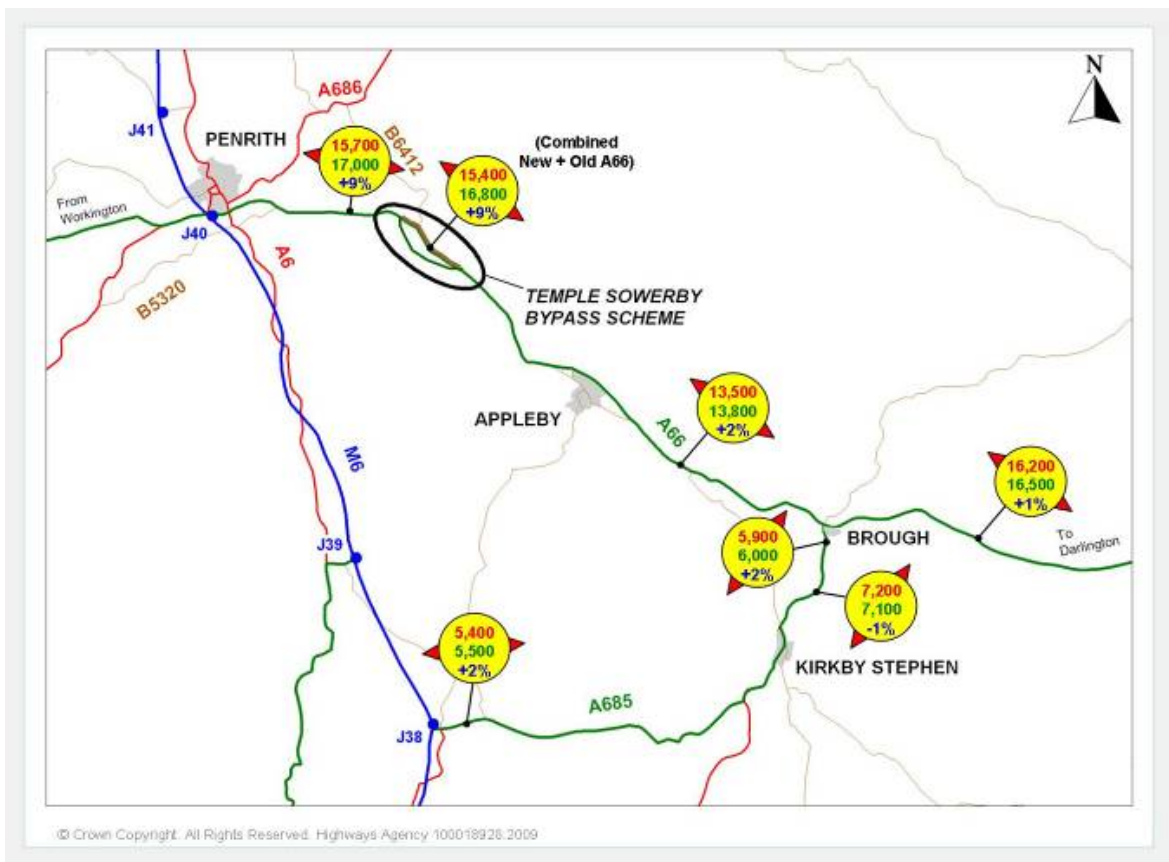 N
A686
J41
PENRITH
B6412
(Combined
New + Old A66)
15,700
17,000
+9%
15,400
16,800
+9%
From
Workington
J40
A6
B5320
TEMPLE SOWERBY
BYPASS SCHEME
APPLEBY
A66
13,500
13,800
+2%
M6
16,200
16,500
+1%
To
Darlington
BROUGH
5,900
6,000
+2%
7,200
7,100
-1%
J39
5,400
5,500
+2%
KIRKBY STEPHEN
A685
J38
© Crown Copyright. All Rights Reserved. Highways Agency 100018928.2009